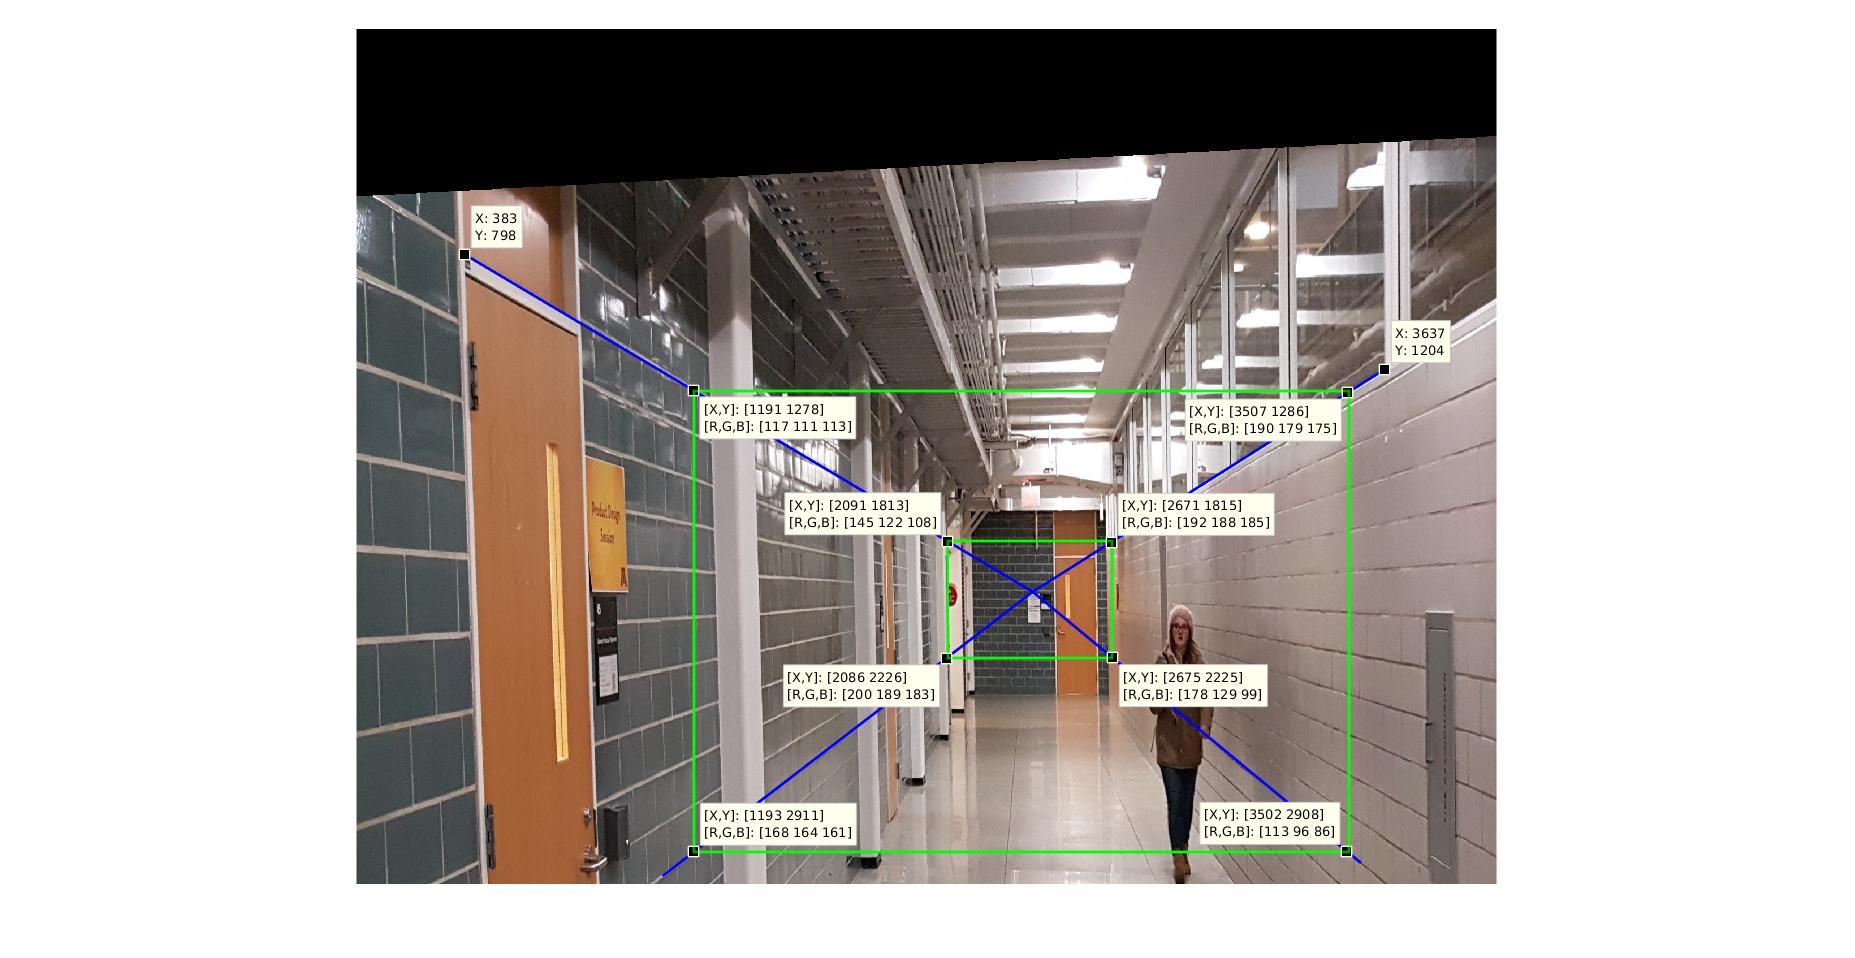 X: 383
Y: 798
X: 3637
Y: 1204
[X,Y]: [1191 1278]
[R,G,B]: [117 111 113]
[X,Y]: [3507 1286]
[R,G,B]: [190 179 175]
[X,Y]: [2091 1813]
[R,G,B]: [145 122 108]
[X,Y]: [2671 1815]
[R,G,B]: [192 188 185]
Product Design
Session
[X,Y]: [2086 2226]
[R,G,B]: [200 189 183]
[X,Y]: [2675 2225]
[R,G,B]: [178 129 99]
[X,Y]: [1193 2911]
[R,G,B]: [168 164 161]
[X,Y]: [3502 2908]
[R,G,B]: [113 96 86]